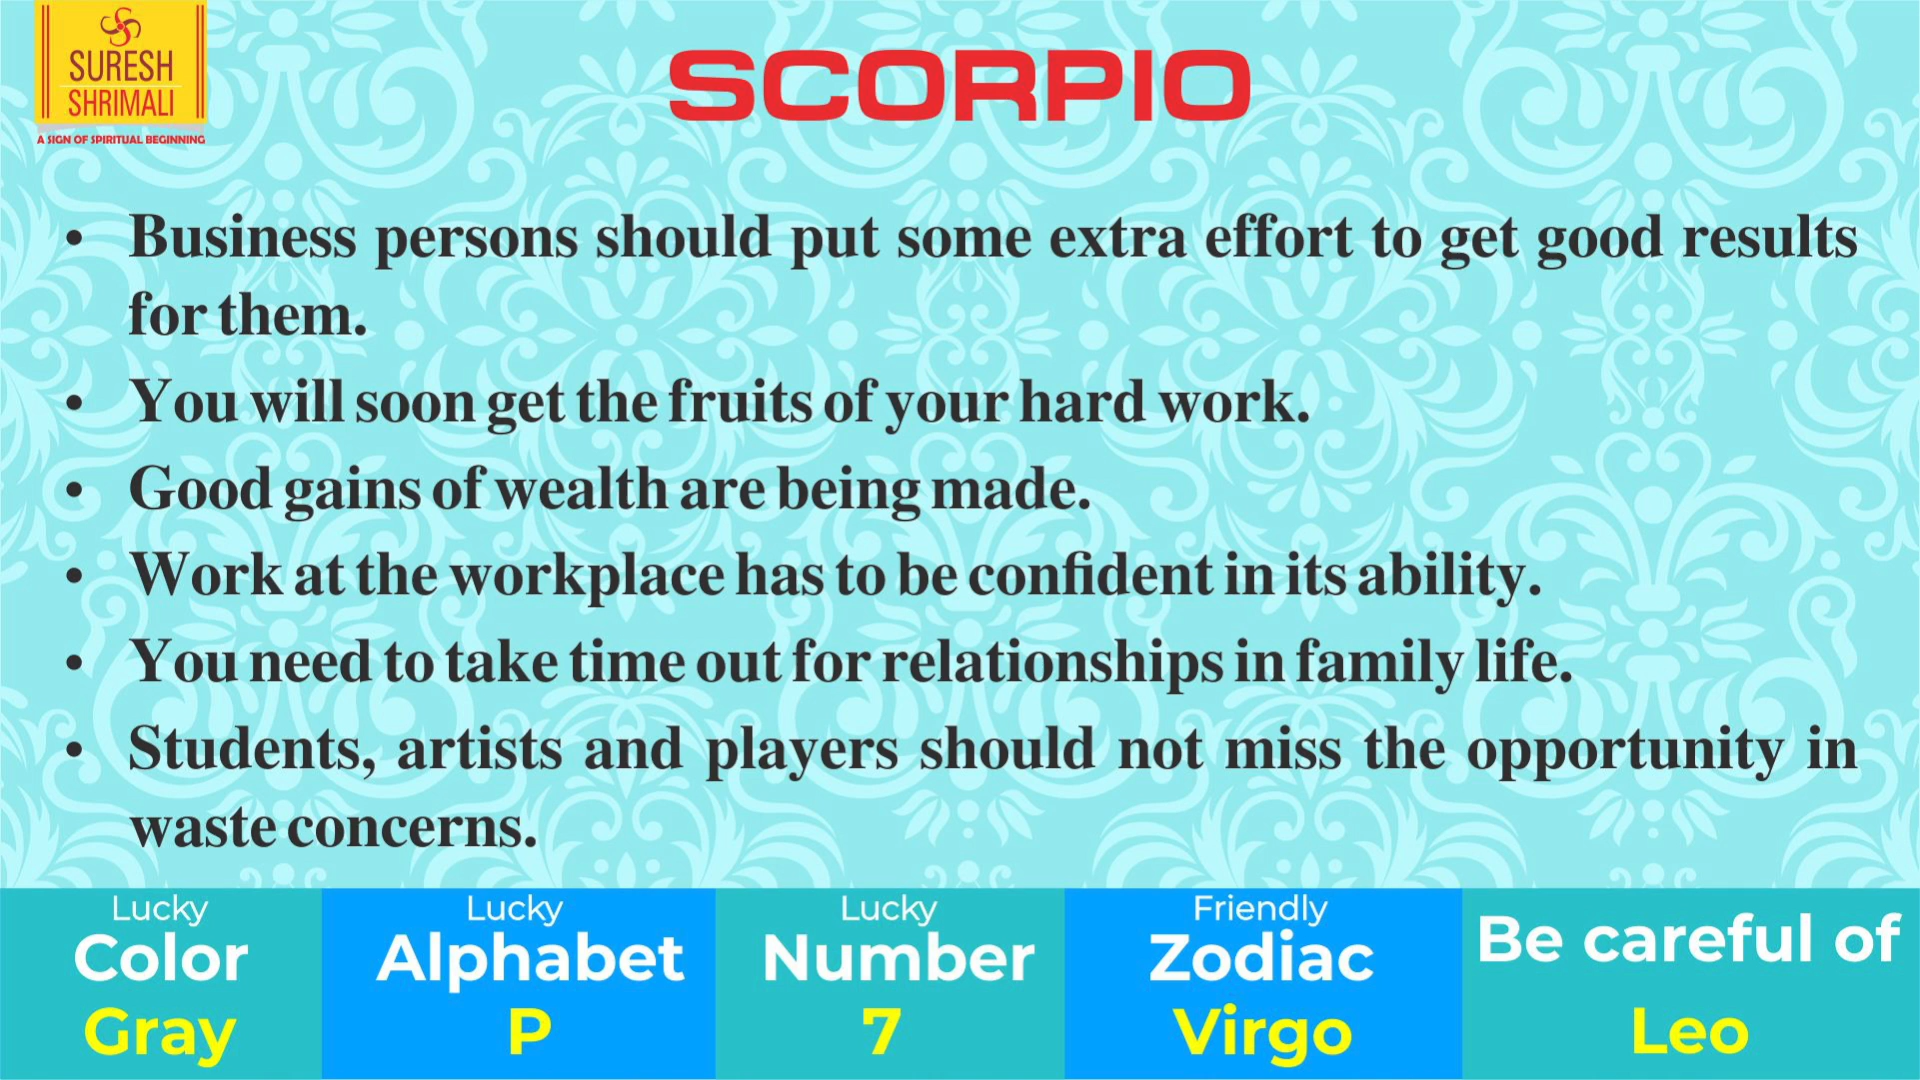 SURESH
SHRIMALI
A SIGN OF SPIRITUAL BEGINNING
SCORPIO
• Business persons should put some extra effort to get good results
for them.
• You will soon get the fruits of your hard work.
• Good gains of wealth are being made.
• Work at the workplace has to be confident in its ability.
• You need to take time out for relationships in family life.
• Students, artists and players should not miss the opportunity in
waste concerns.
Lucky
Color
Gray
Lucky
Alphabet
P
Lucky
Number
7
Friendly
Zodiac
Virgo
Be careful of
Leo